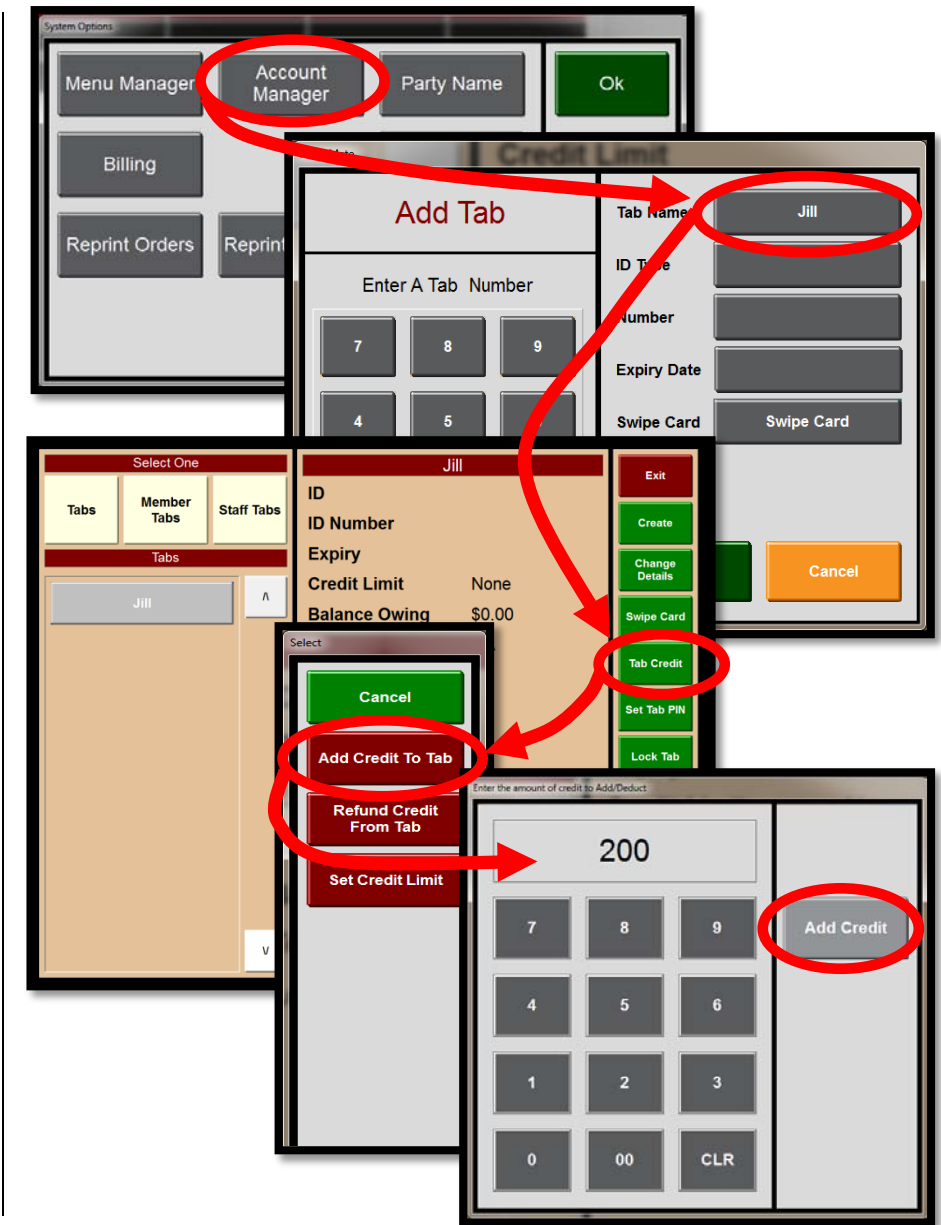 System Options
Menu Manager
Account
Manager
Party Name
Ok
Billing
Reprint Orders
Reprint
Credit Limit
Add Tab
Enter A Tab Number
7
8
9
4
5
Tab Name
Jill
ID Type
Number
Expiry Date
Swipe Card
Swipe Card
Cancel
Select One
Tabs
Member
Tabs
Staff Tabs
Tabs
Jill
Λ
V
Jill
ID
ID Number
Expiry
Credit Limit None
Balance Owing $0.00
Exit
Create
Change
Details
Swipe Card
Tab Credit
Set Tab PIN
Lock Tab
Select
Cancel
Add Credit To Tab
Refund Credit
From Tab
Set Credit Limit
Enter the amount of credit to Add/Deduct
200
7
8
9
Add Credit
4
5
6
1
2
3
0
00
CLR